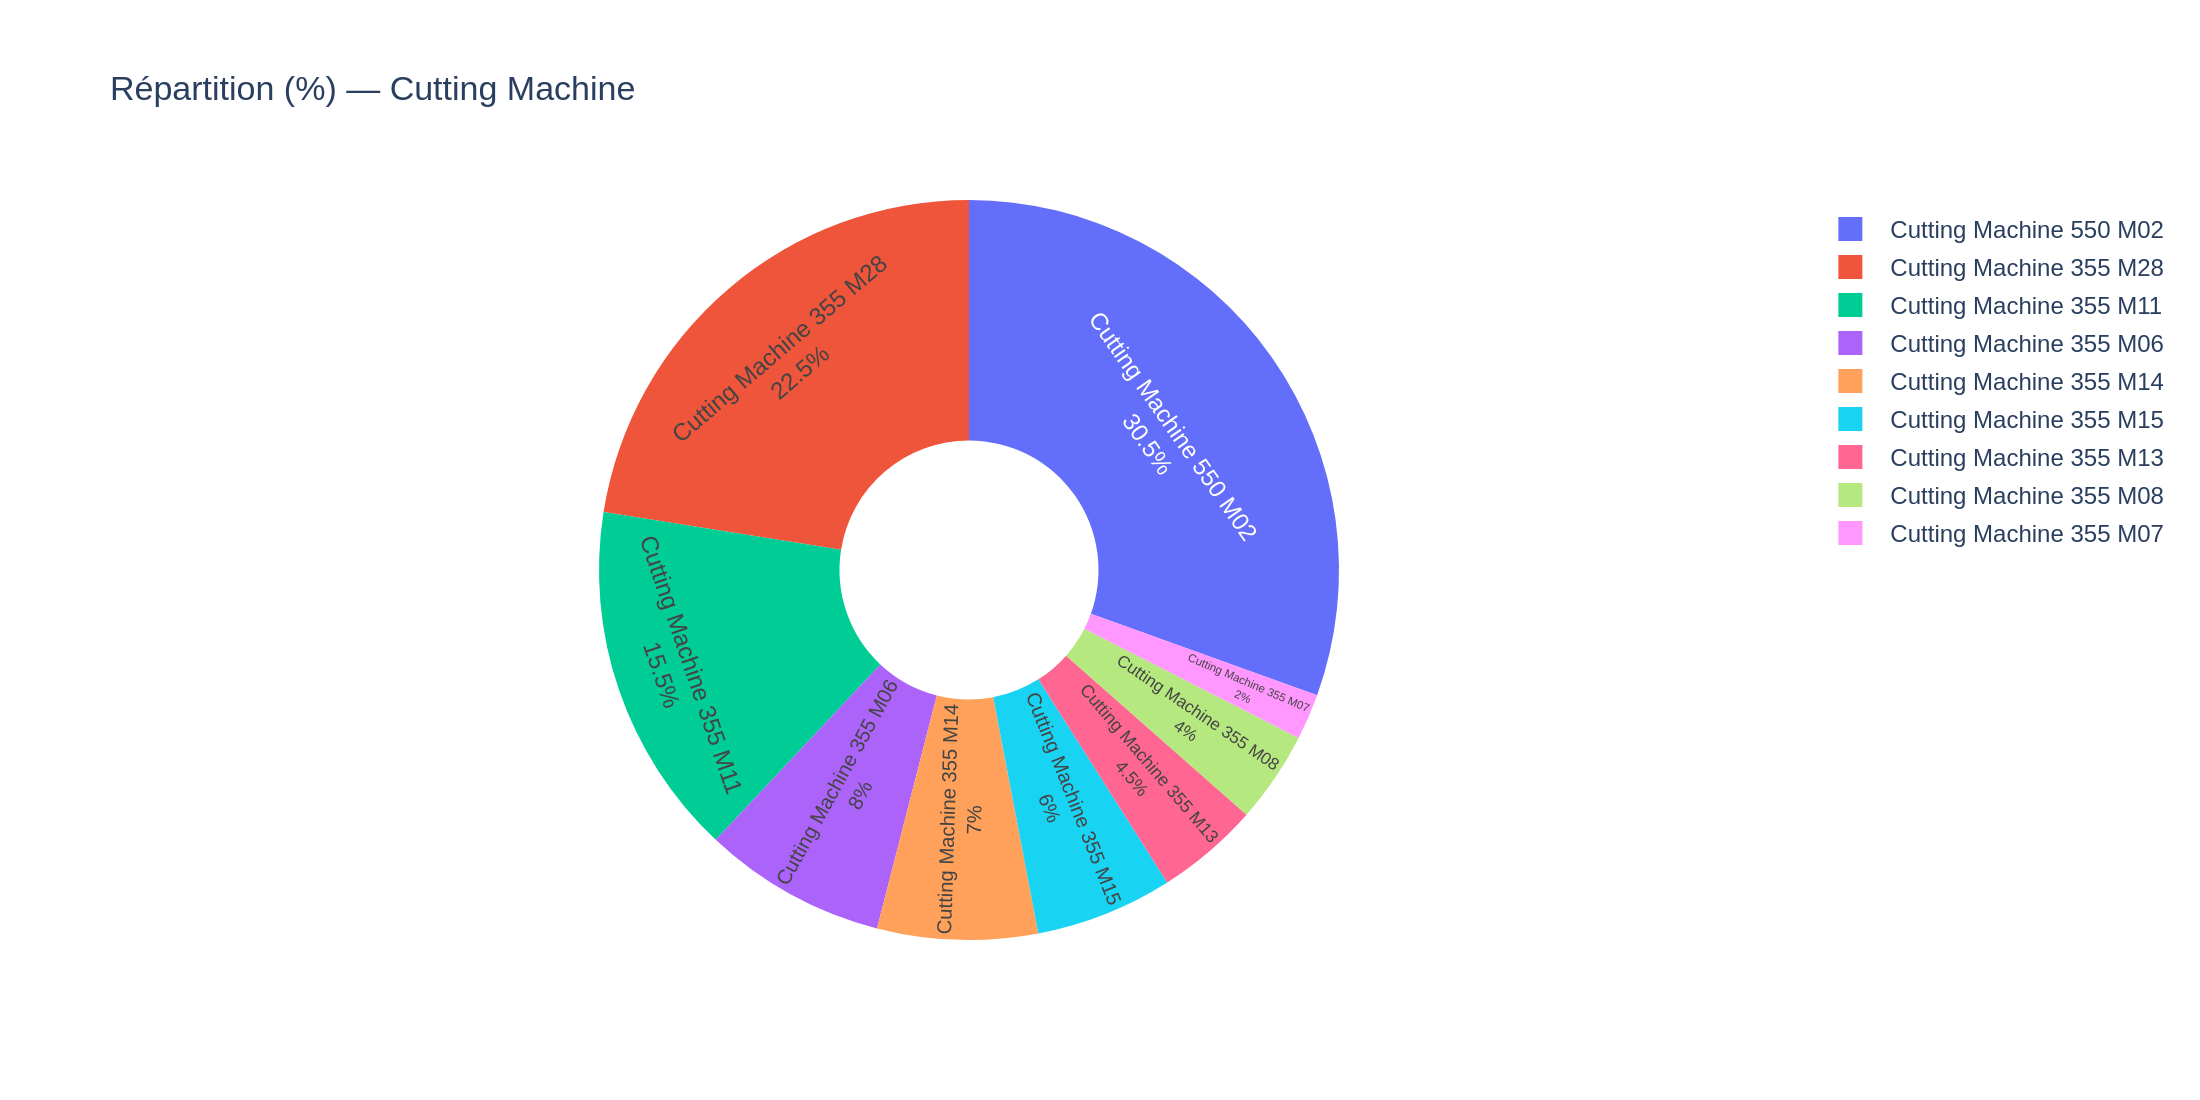 Répartition (%) — Cutting Machine
Cutting Machine 550 M02
30.5%
Cutting Machine 355 M28
22.5%
Cutting Machine 355 M11
15.5%
Cutting Machine 355 M06
8%
Cutting Machine 355 M14
7%
Cutting Machine 355 M15
6%
Cutting Machine 355 M13
4.5%
Cutting Machine 355 M08
4%
Cutting Machine 355 M07
2%
Cutting Machine 550 M02
Cutting Machine 355 M28
Cutting Machine 355 M11
Cutting Machine 355 M06
Cutting Machine 355 M14
Cutting Machine 355 M15
Cutting Machine 355 M13
Cutting Machine 355 M08
Cutting Machine 355 M07